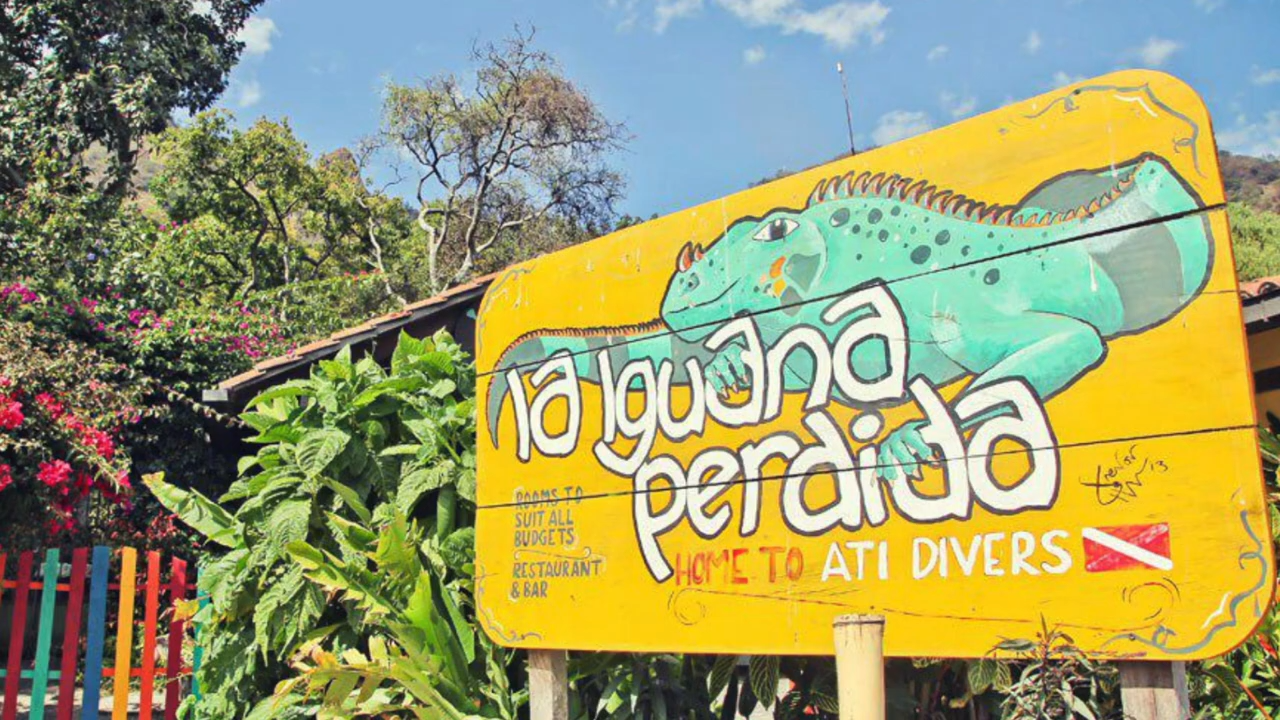 la Iguana
perdida
ROOMS TO
SUIT ALL
BUDGETS
RESTAURANT
& BAR
HOME TO ATI DIVERS